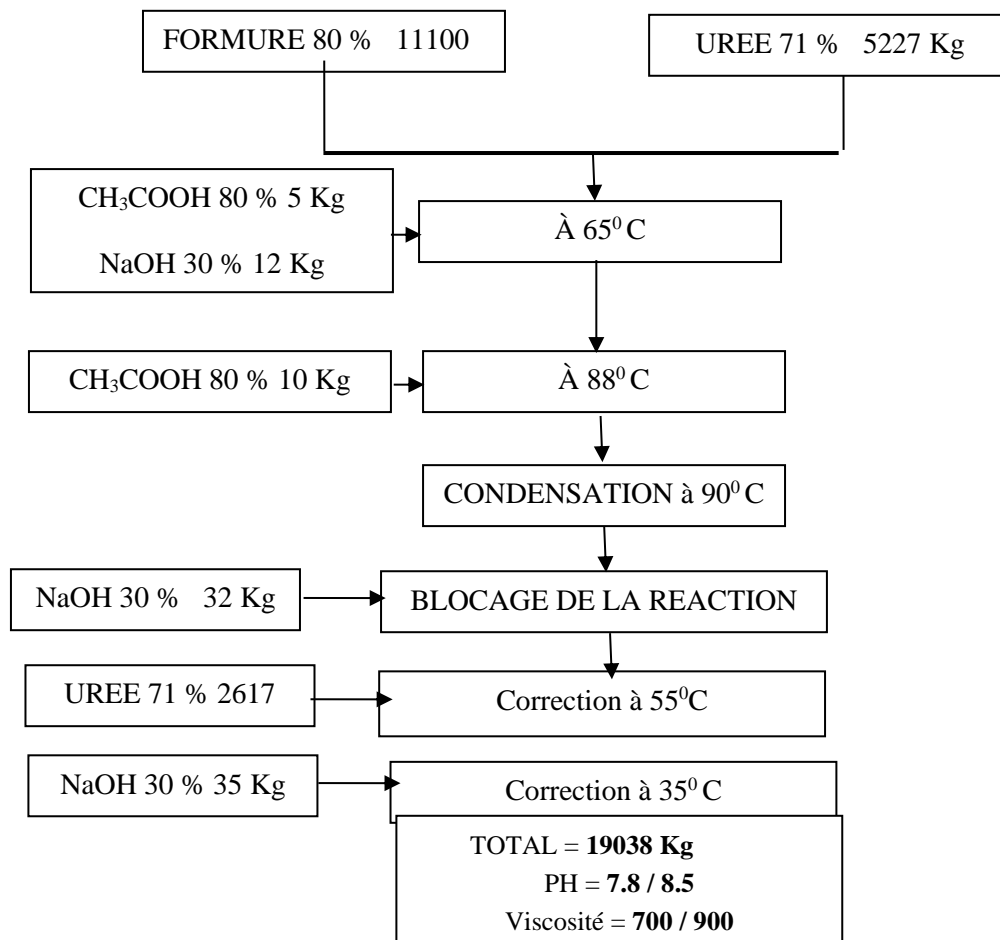 FORMURE 80 % 11100
UREE 71 % 5227 Kg
CH₃COOH 80 % 5 Kg
NaOH 30 % 12 Kg
À 65⁰ C
CH₃COOH 80 % 10 Kg
À 88⁰ C
CONDENSATION à 90⁰ C
NaOH 30 % 32 Kg
BLOCAGE DE LA REACTION
UREE 71 % 2617
Correction à 55⁰C
NaOH 30 % 35 Kg
Correction à 35⁰ C
TOTAL = 19038 Kg
PH = 7.8 / 8.5
Viscosité = 700 / 900